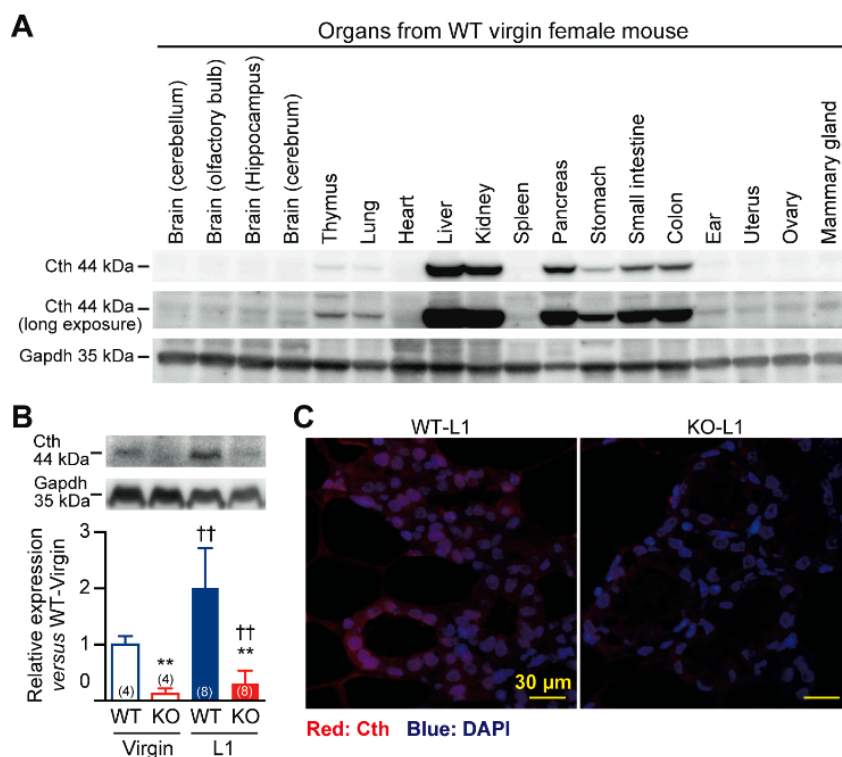 A
Organs from WT virgin female mouse
Brain (cerebellum)
Brain (olfactory bulb)
Brain (Hippocampus)
Brain (cerebrum)
Thymus
Lung
Heart
Liver
Kidney
Spleen
Pancreas
Stomach
Small intestine
Colon
Ear
Uterus
Ovary
Mammary gland
Cth 44 kDa
Cth 44 kDa
(long exposure)
Gapdh 35 kDa
B
Cth
44 kDa
Gapdh
35 kDa
Relative expression
versus WT-Virgin
3
2
1
0
††
**
††
**
(4)
(4)
(8)
(8)
WT KO WT KO
Virgin L1
C
WT-L1
KO-L1
30 μm
Red: Cth Blue: DAPI